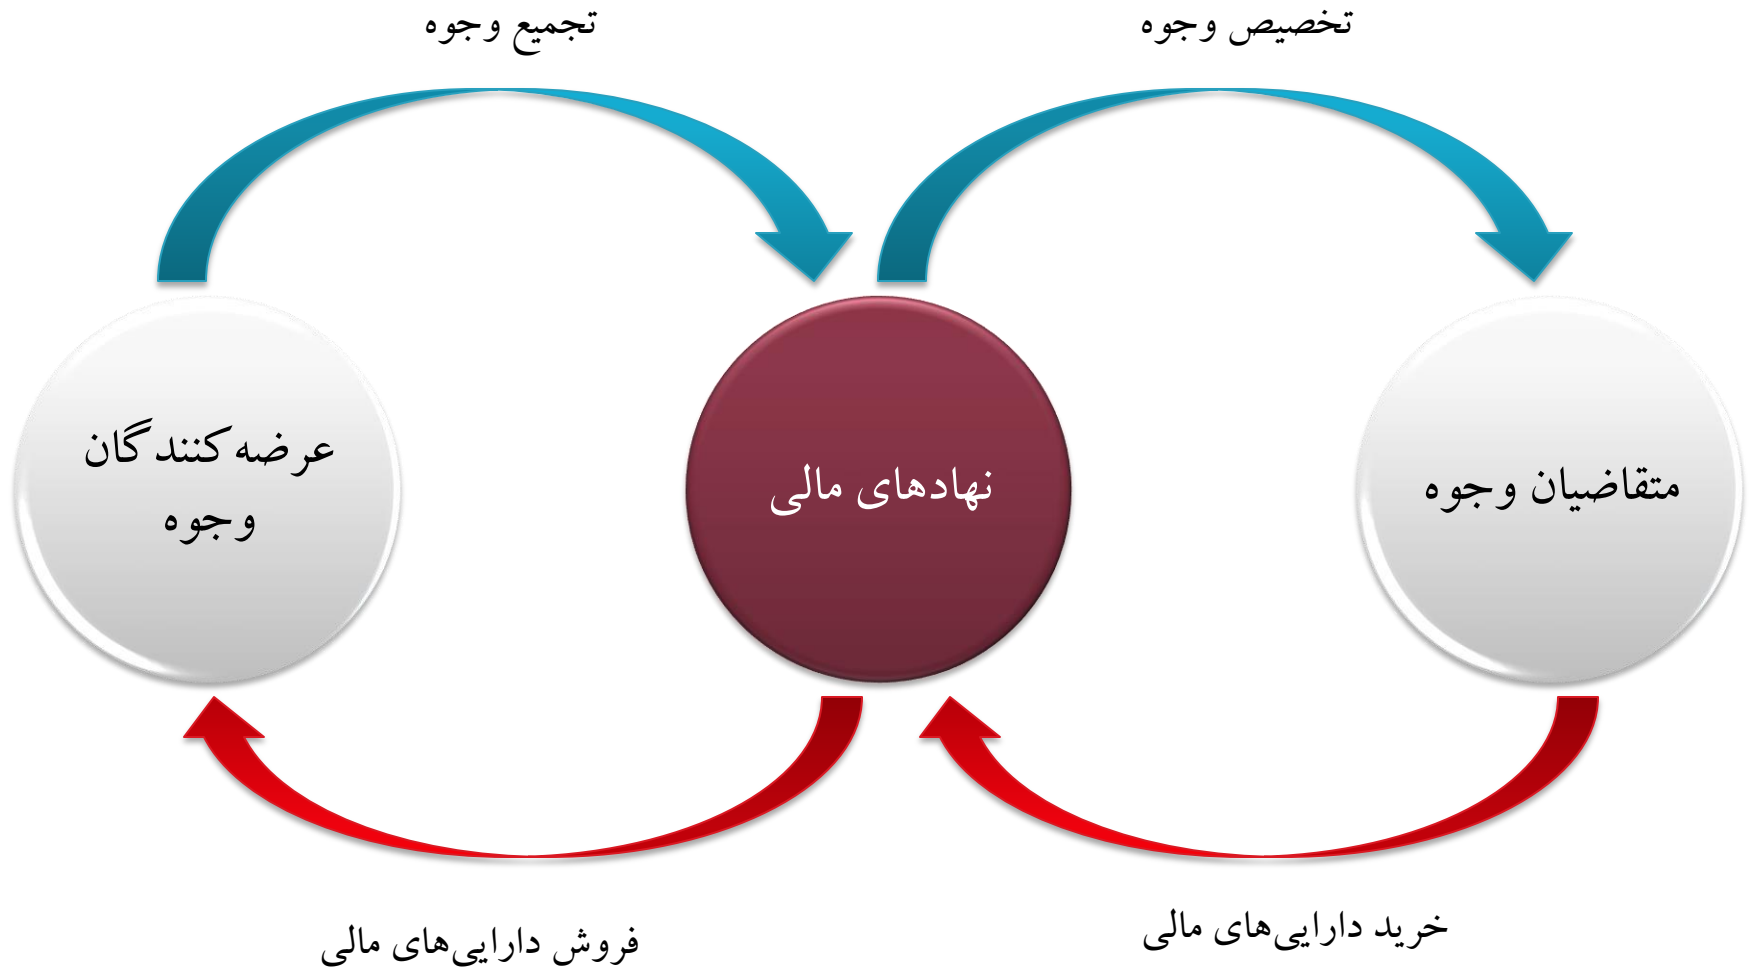 تخصیص وجوه
تجمیع وجوه
متقاضیان وجوه
نهادهای مالی
عرضه‌کنندگان
وجوه
خرید دارایی‌های مالی
فروش دارایی‌های مالی